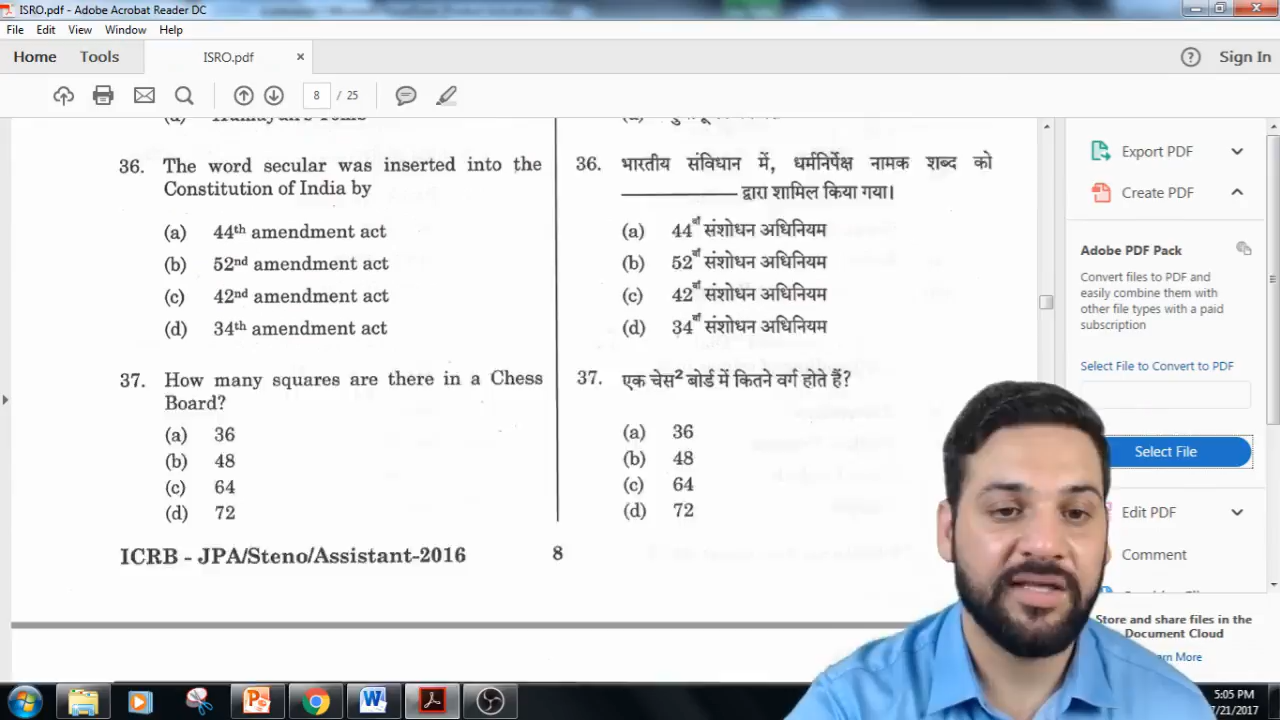 ISRO.pdf - Adobe Acrobat Reader DC
File Edit View Window Help
Home Tools ISRO.pdf × Sign In
8 / 25
36. The word secular was inserted into the
Constitution of India by
(a) 44th amendment act
(b) 52nd amendment act
(c) 42nd amendment act
(d) 34th amendment act
37. How many squares are there in a Chess
Board?
(a) 36
(b) 48
(c) 64
(d) 72
36. भारतीय संविधान में, धर्मनिर्पेक्ष नामक शब्द को
__________ द्वारा शामिल किया गया।
(a) 44वाँ संशोधन अधिनियम
(b) 52वाँ संशोधन अधिनियम
(c) 42वाँ संशोधन अधिनियम
(d) 34वाँ संशोधन अधिनियम
37. एक चेस² बोर्ड में कितने वर्ग होते हैं?
(a) 36
(b) 48
(c) 64
(d) 72
ICRB - JPA/Steno/Assistant-2016 8
Export PDF
Create PDF
Adobe PDF Pack
Convert files to PDF and
easily combine them with
other file types with a paid
subscription
Select File to Convert to PDF
Select File
Edit PDF
Comment
Store and share files in the
Document Cloud
5:05 PM
7/21/2017